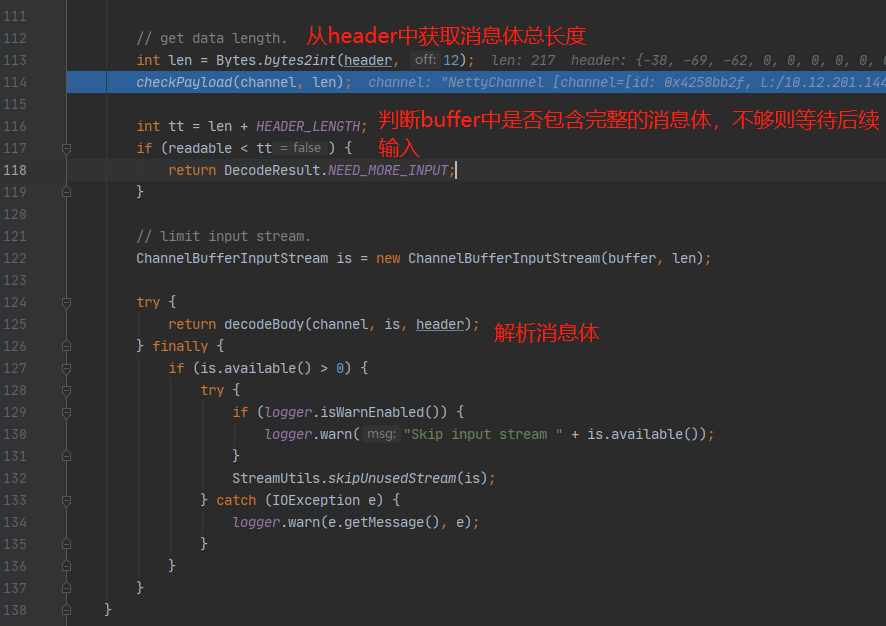 111
112 // get data length. 从header中获取消息体总长度
113 int len = Bytes.bytes2int(header, off: 12); len: 217 header: {-38, -69, -62, 0, 0, 0, 0, 0,
114 checkPayload(channel, len); channel: "NettyChannel [channel=[id: 0x4258bb2f, L:/10.12.201.144
115
116 int tt = len + HEADER_LENGTH; 判断buffer中是否包含完整的消息体，不够则等待后续
117 if (readable < tt = false ) { 输入
118 return DecodeResult.NEED_MORE_INPUT;
119 }
120
121 // limit input stream.
122 ChannelBufferInputStream is = new ChannelBufferInputStream(buffer, len);
123
124 try {
125 return decodeBody(channel, is, header); 解析消息体
126 } finally {
127 if (is.available() > 0) {
128 try {
129 if (logger.isWarnEnabled()) {
130 logger.warn( msg: "Skip input stream " + is.available());
131 }
132 StreamUtils.skipUnusedStream(is);
133 } catch (IOException e) {
134 logger.warn(e.getMessage(), e);
135 }
136 }
137 }
138 }